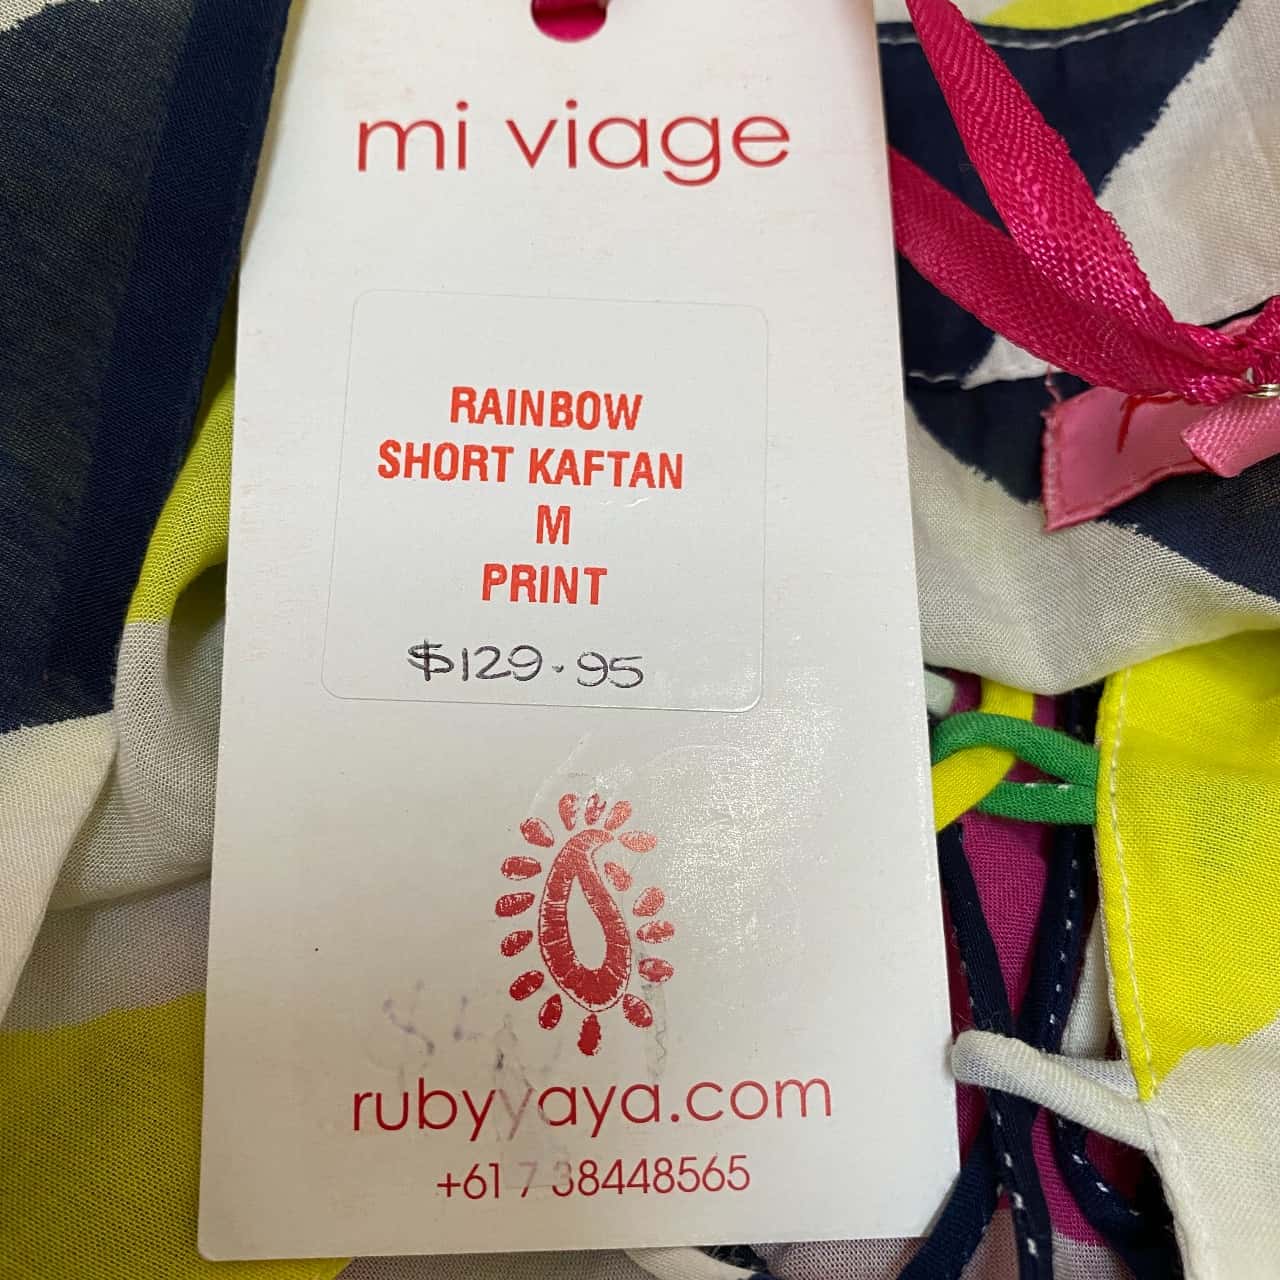 mi viage
RAINBOW
SHORT KAFTAN
M
PRINT
$129.95
rubyyaya.com
+61 7 38448565